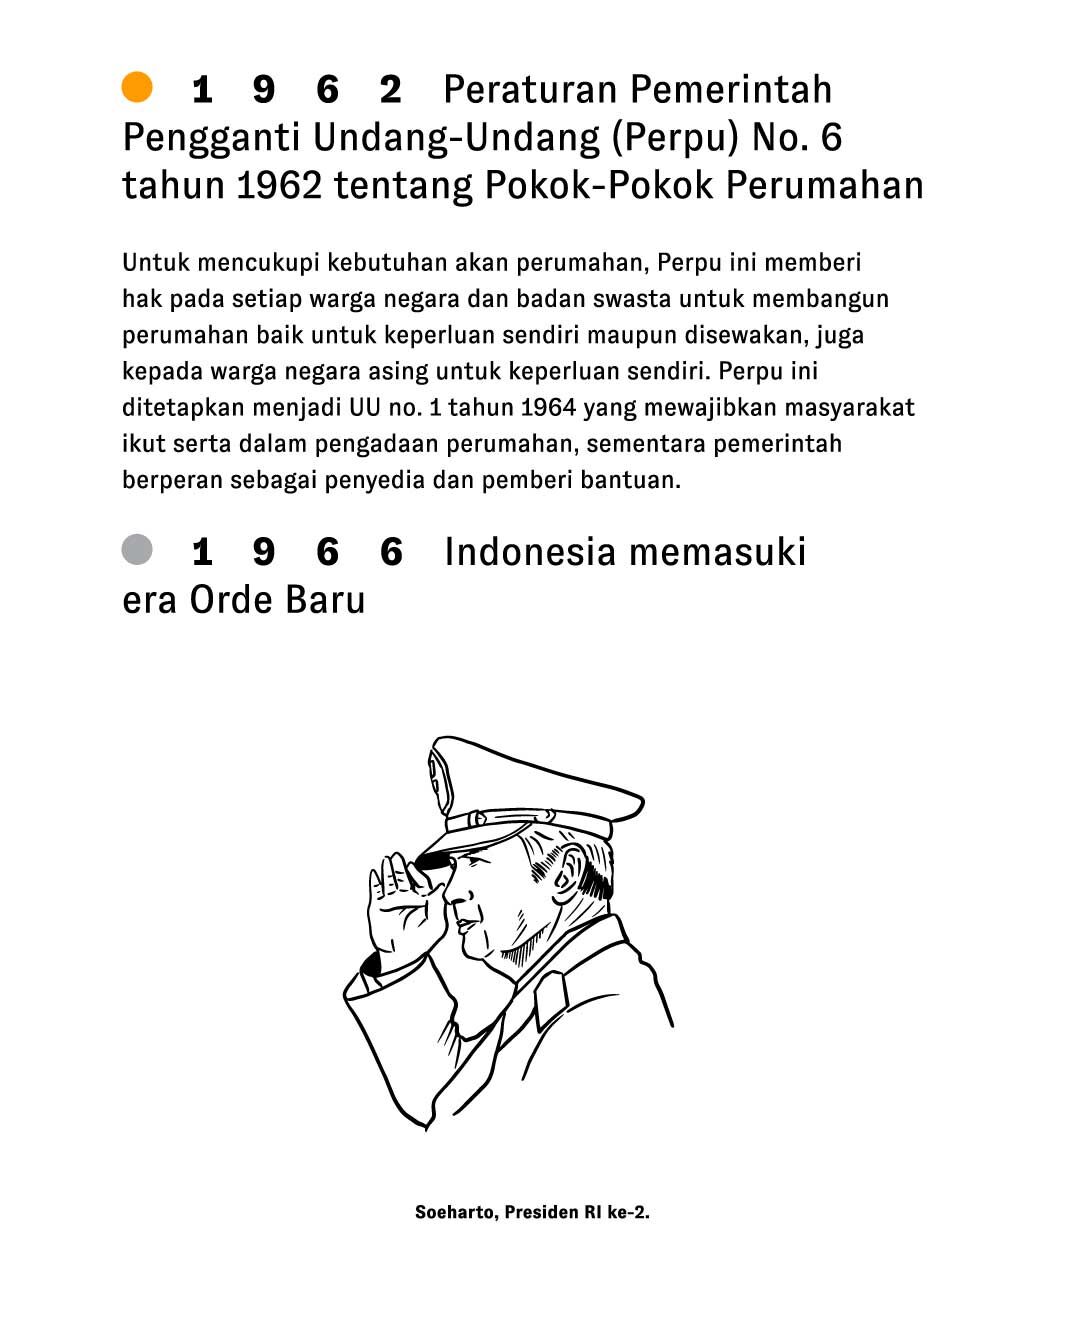 1 9 6 2 Peraturan Pemerintah
Pengganti Undang-Undang (Perpu) No. 6
tahun 1962 tentang Pokok-Pokok Perumahan
Untuk mencukupi kebutuhan akan perumahan, Perpu ini memberi
hak pada setiap warga negara dan badan swasta untuk membangun
perumahan baik untuk keperluan sendiri maupun disewakan, juga
kepada warga negara asing untuk keperluan sendiri. Perpu ini
ditetapkan menjadi UU no. 1 tahun 1964 yang mewajibkan masyarakat
ikut serta dalam pengadaan perumahan, sementara pemerintah
berperan sebagai penyedia dan pemberi bantuan.
1 9 6 6 Indonesia memasuki
era Orde Baru
Soeharto, Presiden RI ke-2.